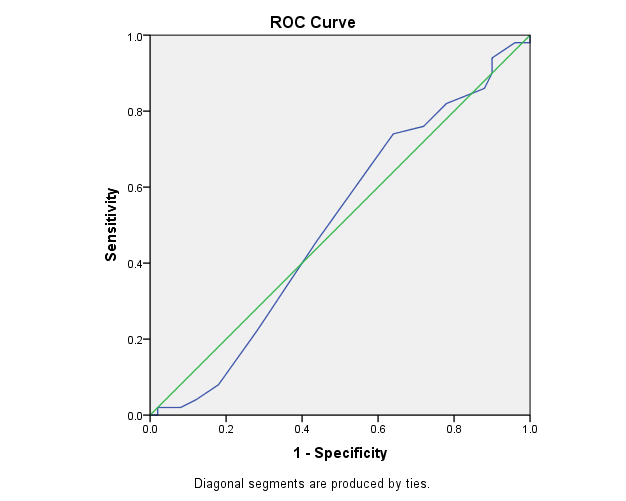 ROC Curve
1.0
0.8
0.6
0.4
0.2
0.0
Sensitivity
0.0 0.2 0.4 0.6 0.8 1.0
1 - Specificity
Diagonal segments are produced by ties.